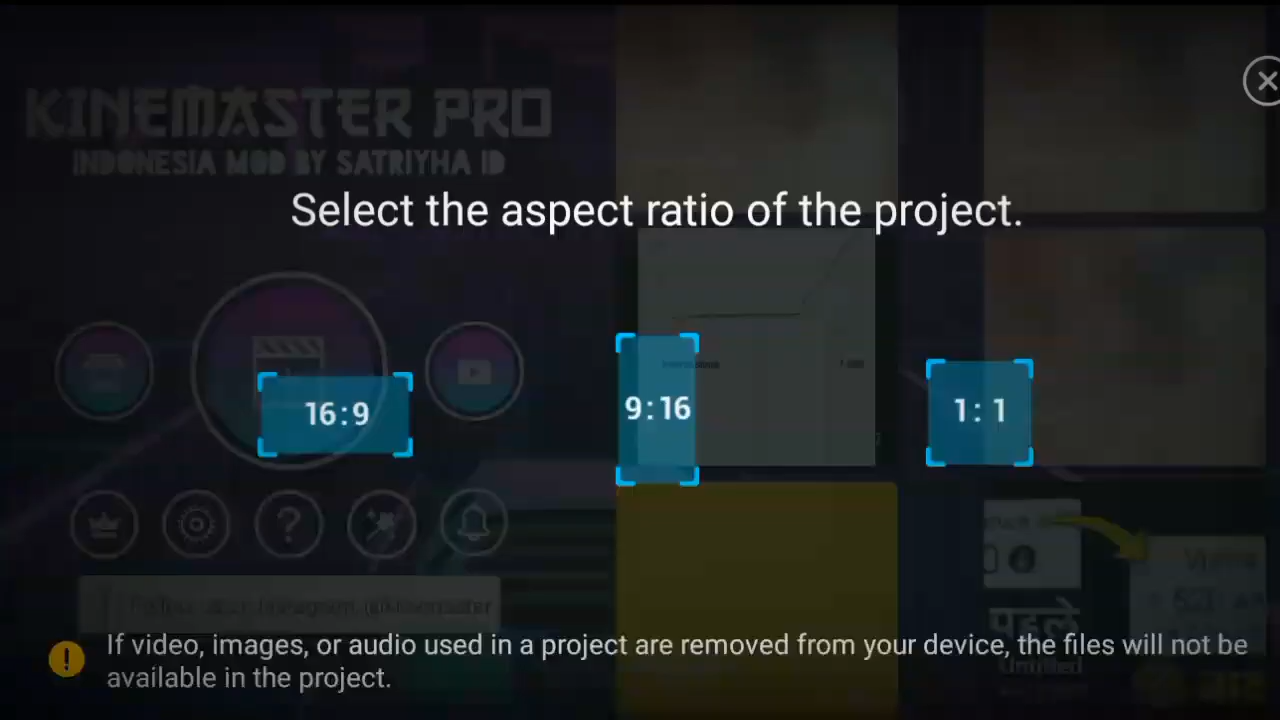 KINEMASTER PRO
INDONESIA MOD BY SATRIYHA ID
Select the aspect ratio of the project.
16:9
9:16
1:1
?
पहले
Untitled
If video, images, or audio used in a project are removed from your device, the files will not be
available in the project.